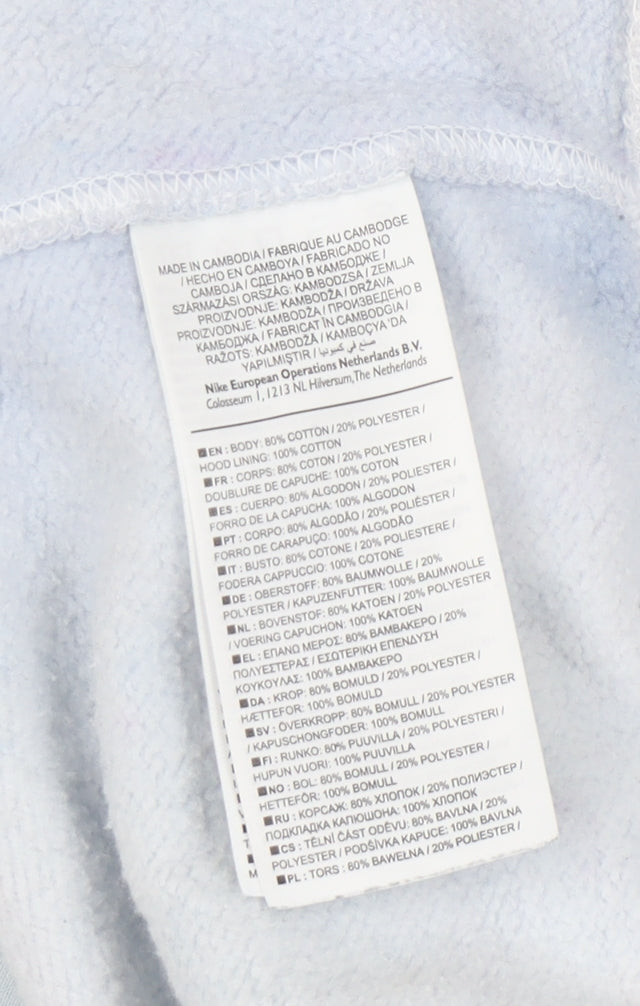 MADE IN CAMBODIA / FABRIQUE AU CAMBODGE
/ HECHO EN CAMBOYA / FABRICADO NO
CAMBOJA / СДЕЛАНО В КАМБОДЖЕ /
SZÁRMAZÁSI ORSZÁG: KAMBODZSA / ZEMLJA
PROIZVODNJE: KAMBODŽA / DRŽAVA
PROIZVODNJE: KAMBODŽA / ПРОИЗВЕДЕНО В
КАМБОДЖА / FABRICAT ÎN CAMBODGIA /
RAŽOTS: KAMBODŽĀ / KAMBOÇYA'DA
YAPILMIŞTIR / صنع في كمبوديا
Nike European Operations Netherlands B.V.
Colosseum 1, 1213 NL Hilversum, The Netherlands
■ EN : BODY: 80% COTTON / 20% POLYESTER /
HOOD LINING: 100% COTTON
■ FR : CORPS: 80% COTON / 20% POLYESTER /
DOUBLURE DE CAPUCHE: 100% COTON
■ ES : CUERPO: 80% ALGODON / 20% POLIESTER /
FORRO DE LA CAPUCHA: 100% ALGODON
■ PT : CORPO: 80% ALGODÃO / 20% POLIÉSTER /
FORRO DE CARAPUÇO: 100% ALGODÃO
■ IT : BUSTO: 80% COTONE / 20% POLIESTERE /
FODERA CAPPUCCIO: 100% COTONE
■ DE : OBERSTOFF: 80% BAUMWOLLE / 20%
POLYESTER / KAPUZENFUTTER: 100% BAUMWOLLE
■ NL : BOVENSTOF: 80% KATOEN / 20% POLYESTER
/ VOERING CAPUCHON: 100% KATOEN
■ EL : ΕΠΑΝΩ ΜΕΡΟΣ: 80% ΒΑΜΒΑΚΕΡΟ / 20%
ΠΟΛΥΕΣΤΕΡΑΣ / ΕΣΩΤΕΡΙΚΗ ΕΠΕΝΔΥΣΗ
ΚΟΥΚΟΥΛΑΣ: 100% ΒΑΜΒΑΚΕΡΟ
■ DA : KROP: 80% BOMULD / 20% POLYESTER /
HÆTTEFOR: 100% BOMULD
■ SV : ÖVERKROPP: 80% BOMULL / 20% POLYESTER
/ KAPUSCHONGFODER: 100% BOMULL
■ FI : RUNKO: 80% PUUVILLA / 20% POLYESTERI /
HUPUN VUORI: 100% PUUVILLA
■ NO : BOL: 80% BOMULL / 20% POLYESTER /
HETTEFÔR: 100% BOMULL
■ RU : КОРСАЖ: 80% ХЛОПОК / 20% ПОЛИЭСТЕР /
ПОДКЛАДКА КАПЮШОНА: 100% ХЛОПОК
■ CS : TĚLNÍ ČÁST ODĚVU: 80% BAVLNA / 20%
POLYESTER / PODŠÍVKA KAPUCE: 100% BAVLNA
■ PL : TORS : 80% BAWEŁNA / 20% POLIESTER /